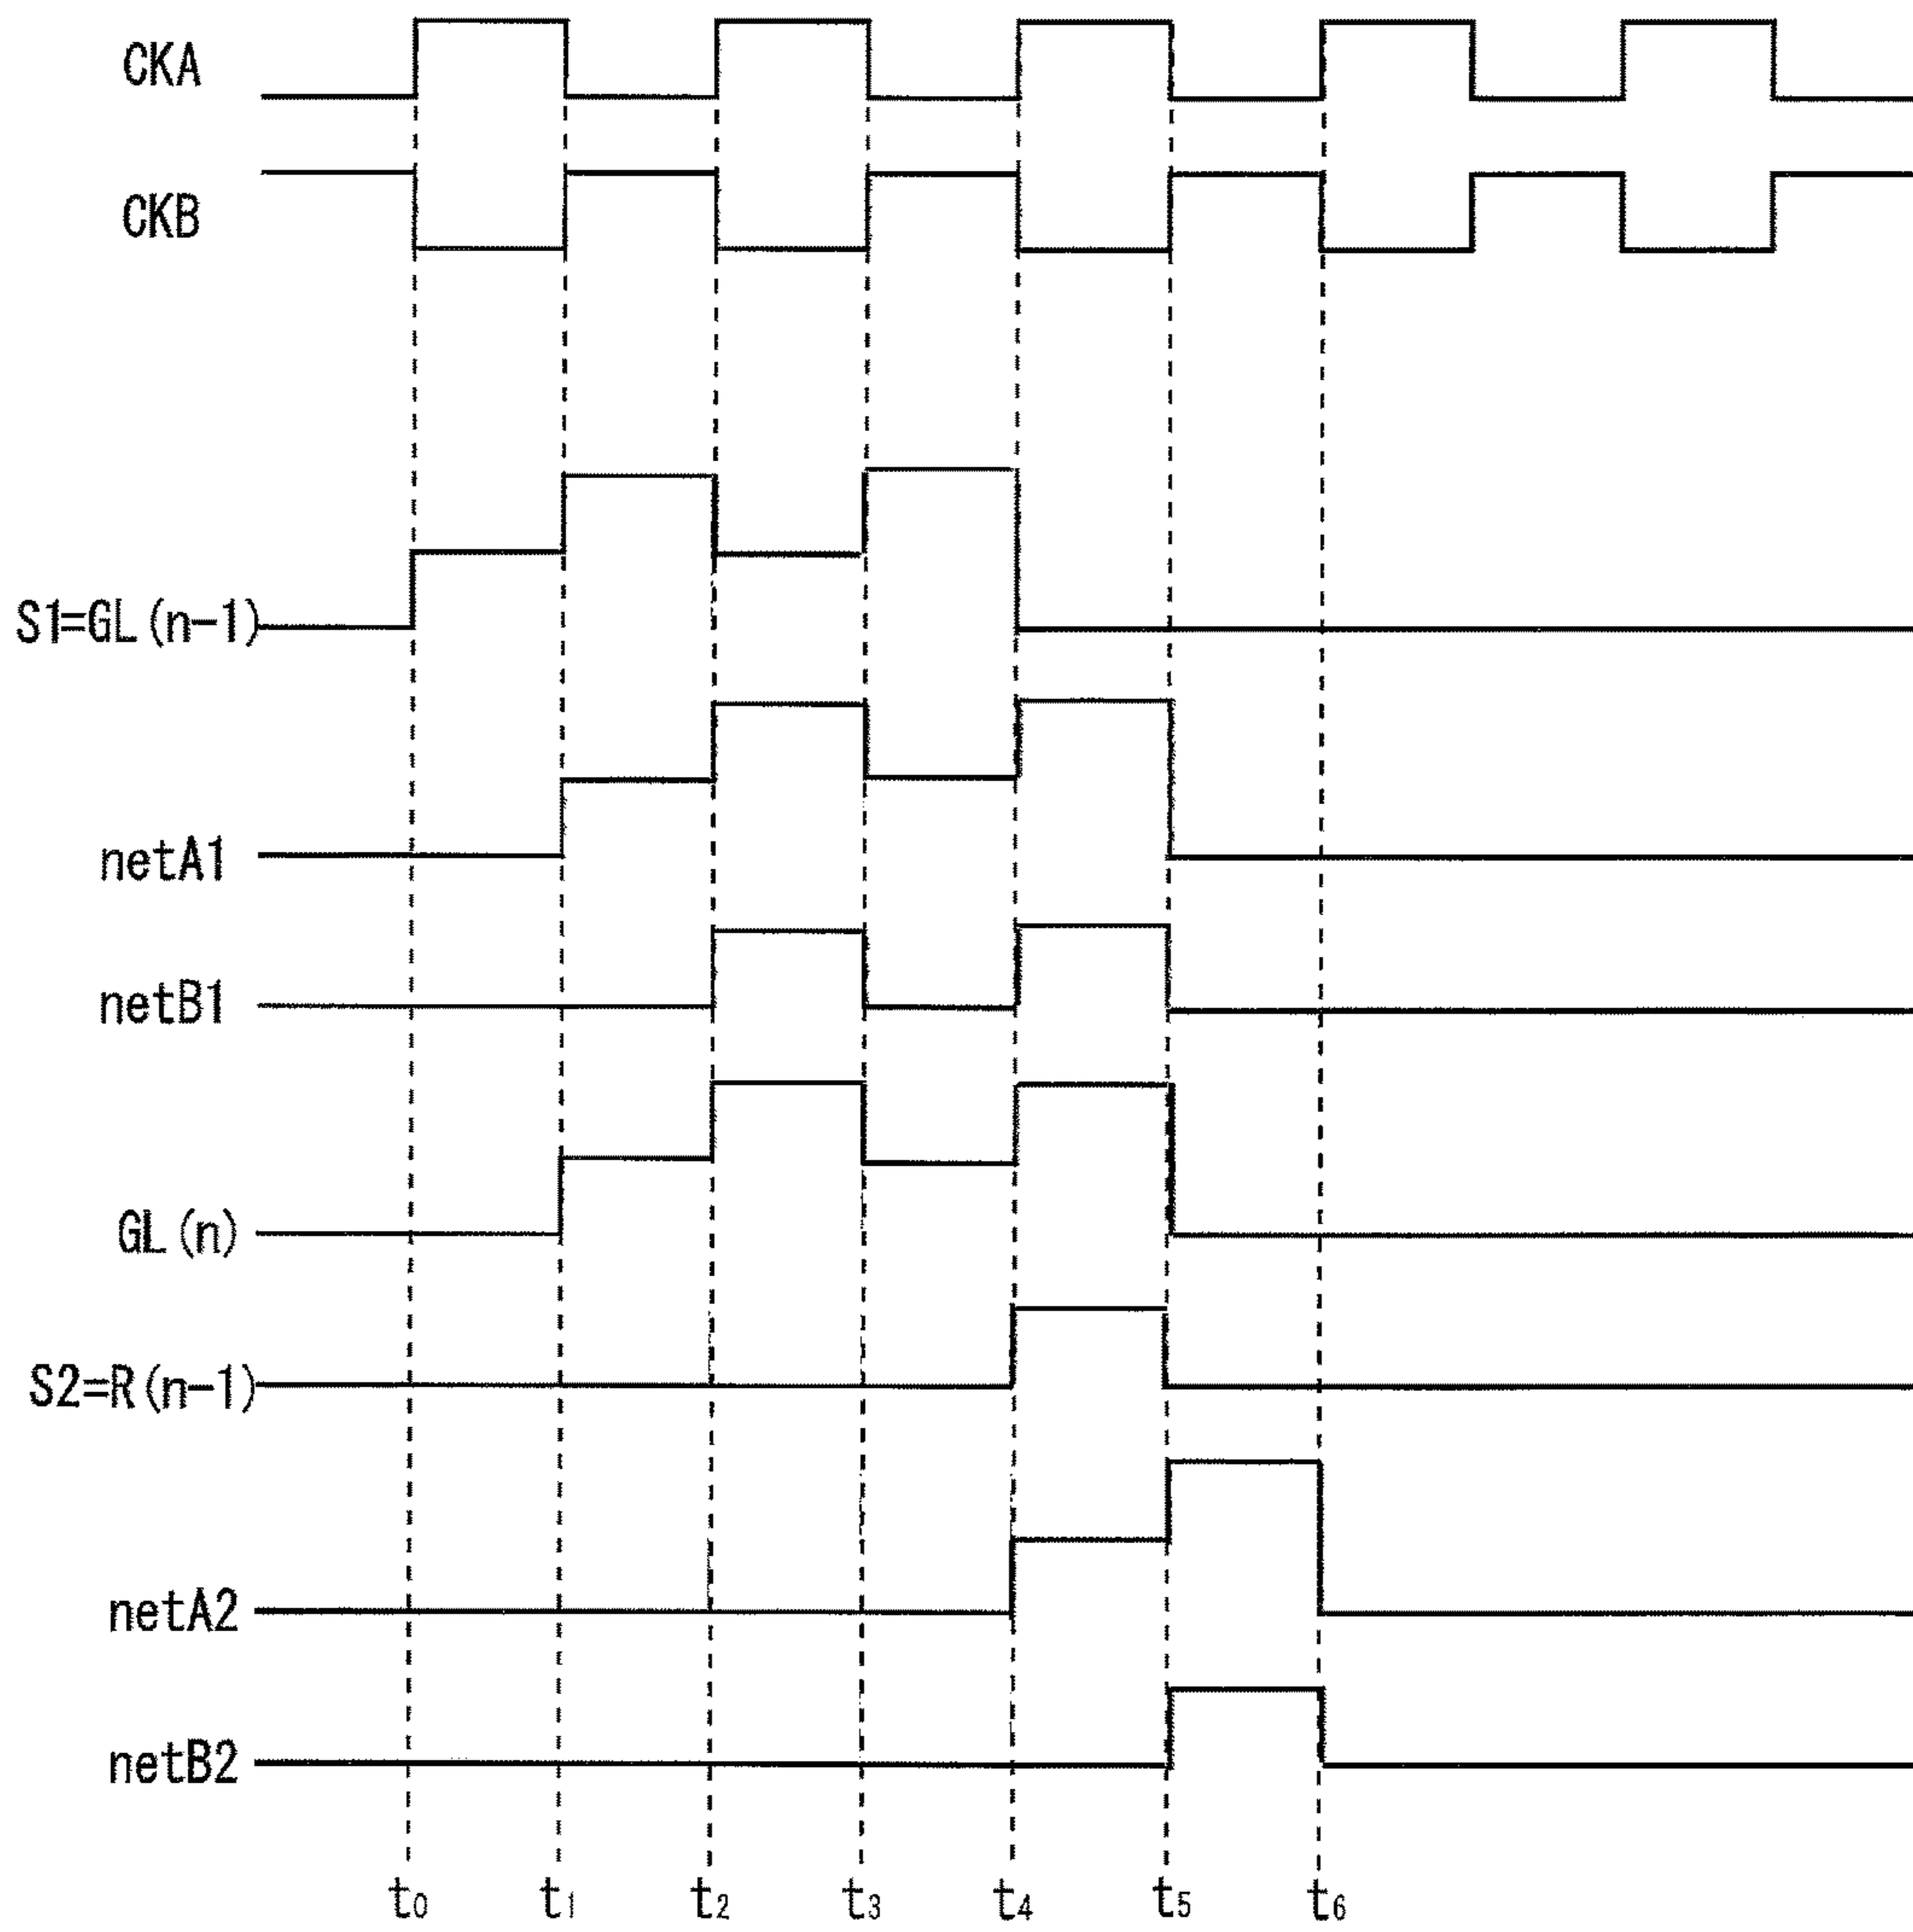 CKA
CKB
S1=GL(n-1)
netA1
netB1
GL(n)
S2=R(n-1)
netA2
netB2
t0 t1 t2 t3 t4 t5 t6